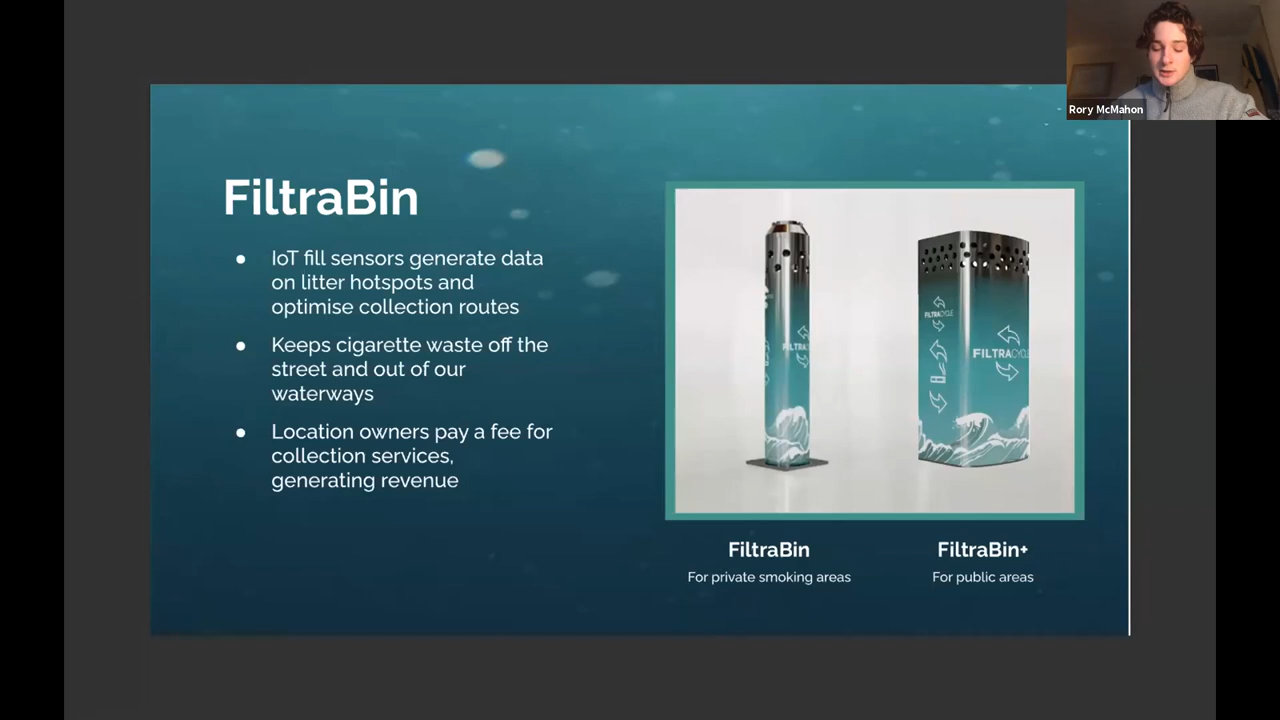 Rory McMahon
FiltraBin
● IoT fill sensors generate data
on litter hotspots and
optimise collection routes
● Keeps cigarette waste off the
street and out of our
waterways
● Location owners pay a fee for
collection services,
generating revenue
FILTRACYCLE
FILTRACYCLE
FiltraBin
For private smoking areas
FiltraBin+
For public areas